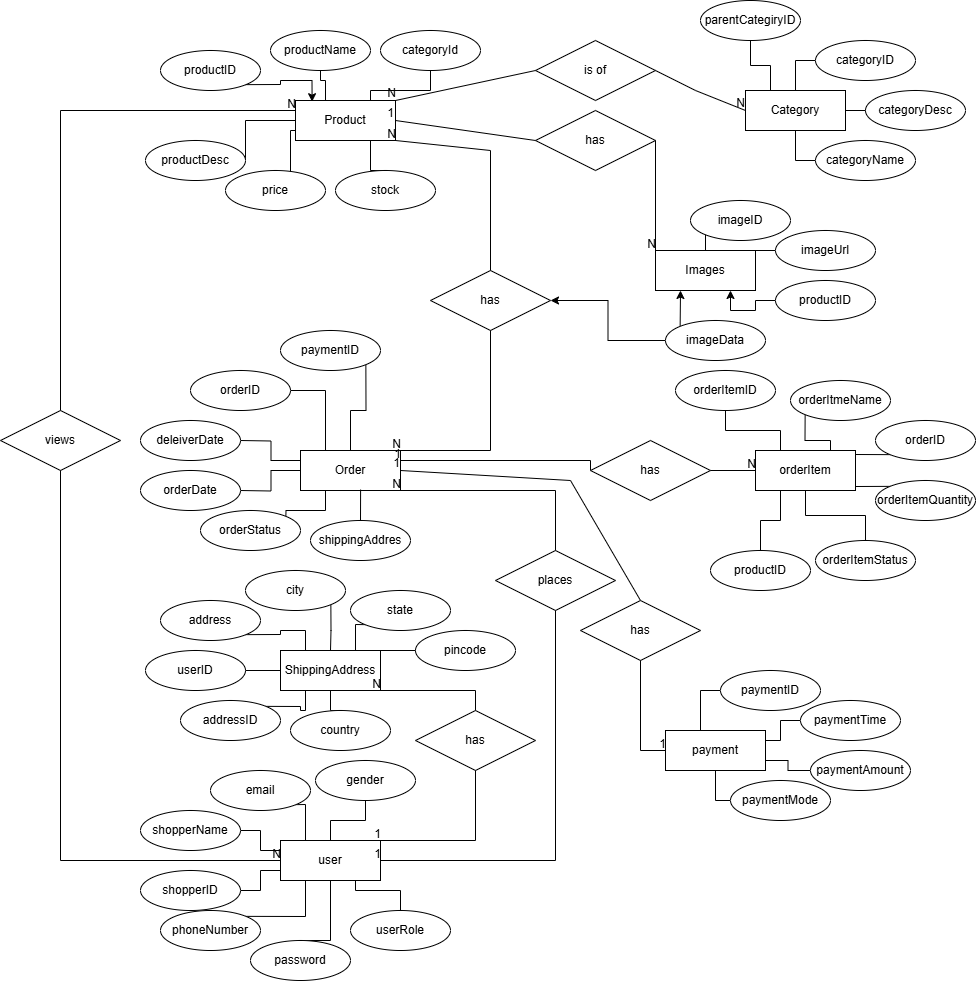 parentCategiryID
productName
categoryId
is of
categoryID
productID
N
N
N
Product
1
Category
categoryDesc
N
has
productDesc
categoryName
price
stock
imageID
N
imageUrl
Images
has
productID
imageData
paymentID
orderID
orderItemID
orderItmeName
views
deleiverDate
N
orderID
1
N
Order
has
orderItem
orderDate
N
orderItemQuantity
orderStatus
shippingAddres
orderItemStatus
productID
places
city
state
address
has
pincode
userID
ShippingAddress
N
paymentID
addressID
country
paymentTime
has
1
payment
paymentAmount
gender
email
paymentMode
shopperName
1
N
user
1
shopperID
phoneNumber
userRole
password